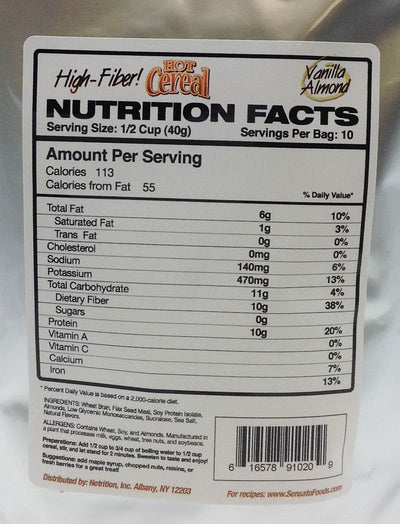 High-Fiber! HOT Cereal Vanilla Almond
NUTRITION FACTS
Serving Size: 1/2 Cup (40g) Servings Per Bag: 10
Amount Per Serving
Calories 113
Calories from Fat 55
% Daily Value*
Total Fat 6g 10%
Saturated Fat 1g 3%
Trans Fat 0g 0%
Cholesterol 0mg 0%
Sodium 140mg 6%
Potassium 470mg 13%
Total Carbohydrate 11g 4%
Dietary Fiber 10g 38%
Sugars 0g
Protein 10g 20%
Vitamin A 0%
Vitamin C 0%
Calcium 7%
Iron 13%
* Percent Daily Value is based on a 2,000-calorie diet.
INGREDIENTS: Wheat Bran, Flax Seed Meal, Soy Protein Isolate,
Almonds, Low Glycemic Monosaccarides, Sucralose, Sea Salt,
Natural Flavors.
ALLERGENS: Contains Wheat, Soy, and Almonds. Manufactured in
a plant that processes milk, eggs, wheat, tree nuts, and soybeans.
Preparations: Add 1/2 cup to 3/4 cup of boiling water to 1/2 cup
cereal, stir, and let stand for 2 minutes. Sweeten to taste and enjoy!
Suggestions: add maple syrup, chopped nuts, raisins, or
fresh berries for a great treat!
Distributed by: Netrition, Inc. Albany, NY 12203
6 16578 91020 9
For recipes: www.SensatoFoods.com